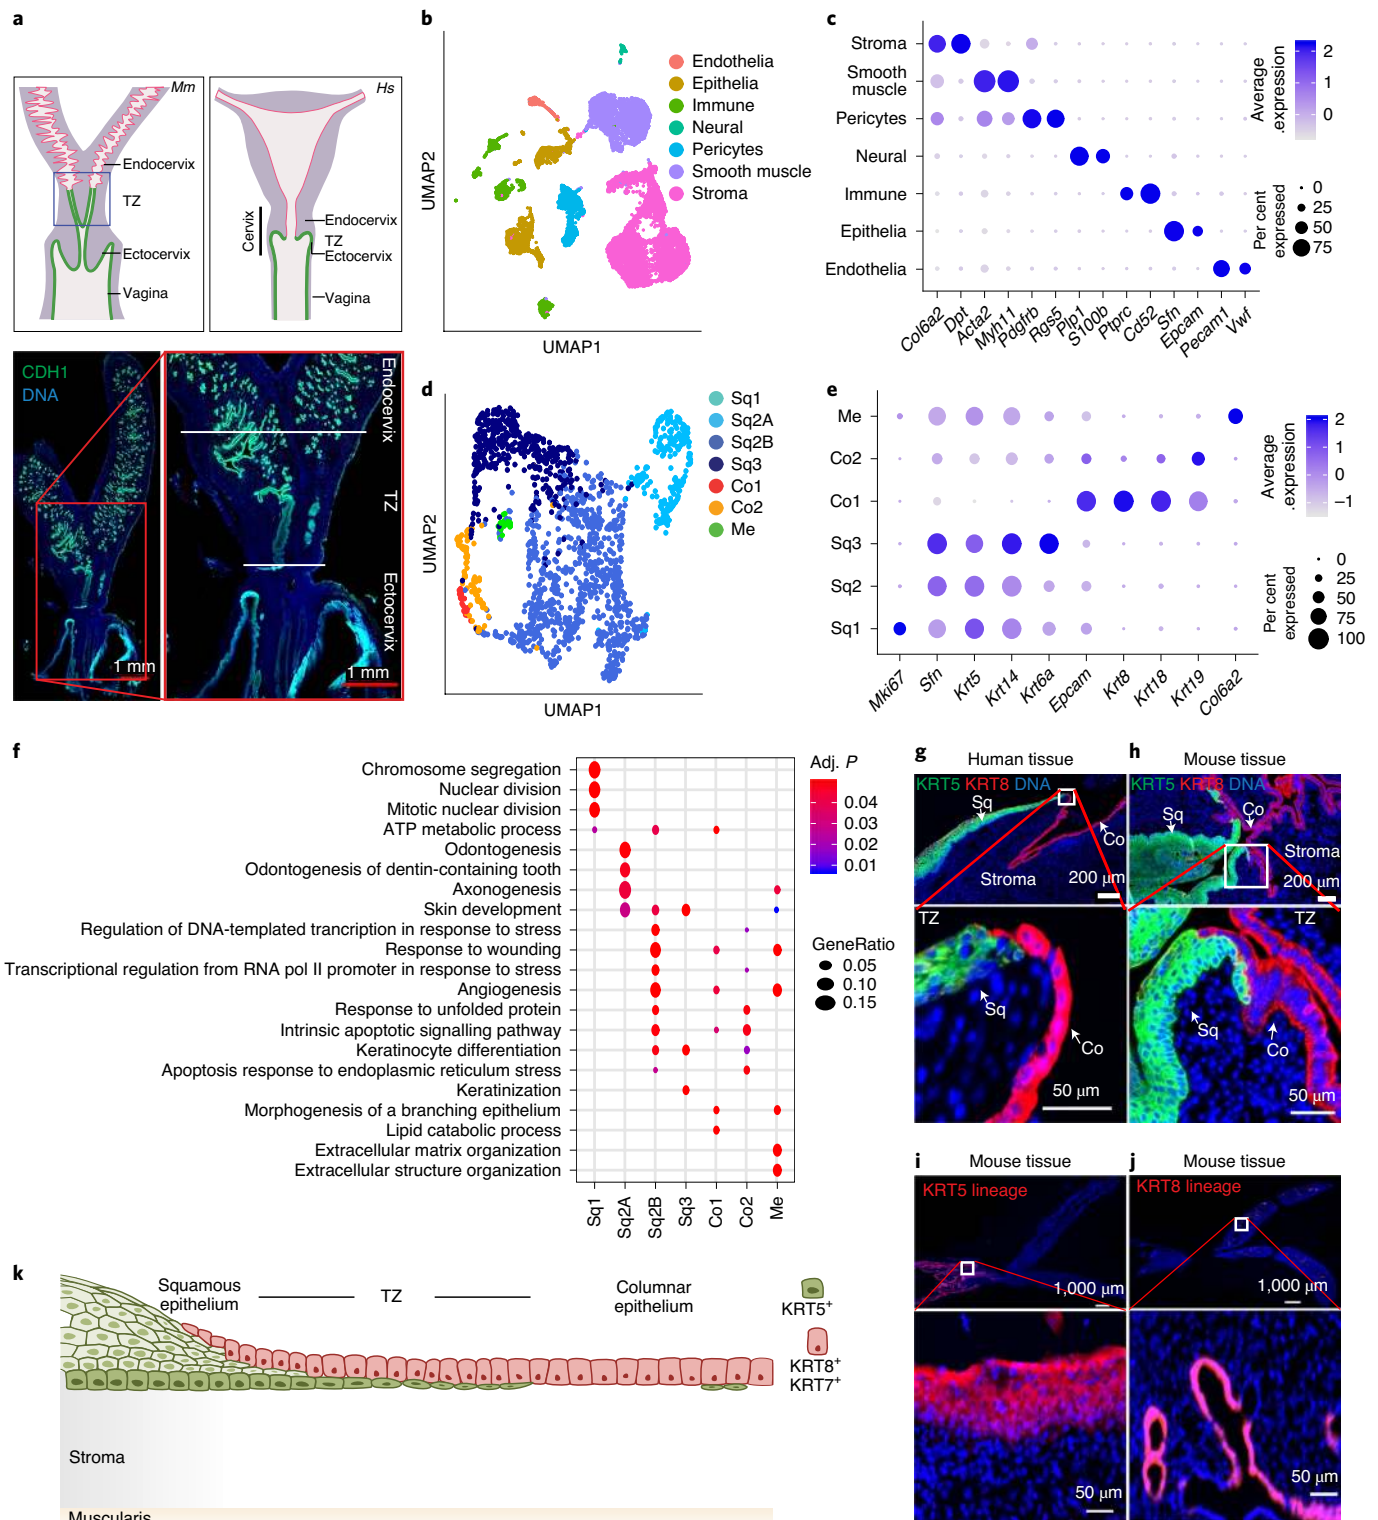 a
Mm
Endocervix
TZ
Ectocervix
Vagina
Hs
Cervix
Endocervix
TZ
Ectocervix
Vagina
CDH1
DNA
1 mm
Endocervix
TZ
Ectocervix
1 mm
b
UMAP2
UMAP1
Endothelia
Epithelia
Immune
Neural
Pericytes
Smooth muscle
Stroma
c
Stroma
Smooth
muscle
Pericytes
Neural
Immune
Epithelia
Endothelia
Col6a2
Dpt
Acta2
Myh11
Pdgfrb
Rgs5
Plp1
S100b
Ptprc
Cd52
Sfn
Epcam
Pecam1
Vwf
Average
.expression
2
1
0
Per cent
expressed
0
25
50
75
d
UMAP2
UMAP1
Sq1
Sq2A
Sq2B
Sq3
Co1
Co2
Me
e
Me
Co2
Co1
Sq3
Sq2
Sq1
Mki67
Sfn
Krt5
Krt14
Krt6a
Epcam
Krt8
Krt18
Krt19
Col6a2
Average
.expression
2
1
0
−1
Per cent
expressed
0
25
50
75
100
f
Chromosome segregation
Nuclear division
Mitotic nuclear division
ATP metabolic process
Odontogenesis
Odontogenesis of dentin-containing tooth
Axonogenesis
Skin development
Regulation of DNA-templated trancription in response to stress
Response to wounding
Transcriptional regulation from RNA pol II promoter in response to stress
Angiogenesis
Response to unfolded protein
Intrinsic apoptotic signalling pathway
Keratinocyte differentiation
Apoptosis response to endoplasmic reticulum stress
Keratinization
Morphogenesis of a branching epithelium
Lipid catabolic process
Extracellular matrix organization
Extracellular structure organization
Sq1
Sq2A
Sq2B
Sq3
Co1
Co2
Me
Adj. P
0.04
0.03
0.02
0.01
GeneRatio
0.05
0.10
0.15
g
Human tissue
KRT5 KRT8 DNA
Sq
Co
Stroma
200 μm
TZ
Sq
Co
50 μm
h
Mouse tissue
KRT5 KRT8 DNA
Sq
Co
Stroma
200 μm
TZ
Sq
Co
50 μm
i
Mouse tissue
KRT5 lineage
1,000 μm
50 μm
j
Mouse tissue
KRT8 lineage
1,000 μm
50 μm
k
Squamous
epithelium
TZ
Columnar
epithelium
KRT5+
KRT8+
KRT7+
Stroma
Muscularis